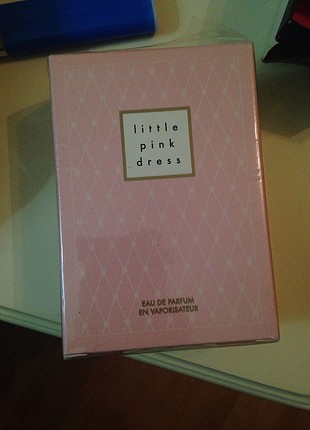 little
pink
dress
EAU DE PARFUM
EN VAPORISATEUR